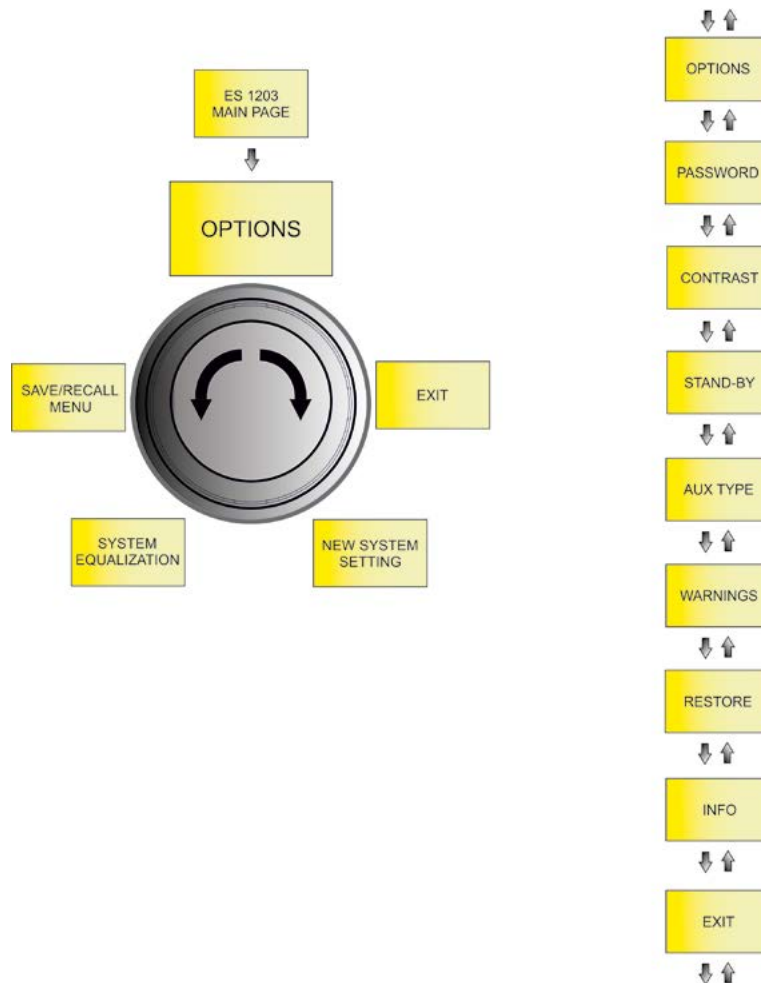 ES 1203
MAIN PAGE
OPTIONS
SAVE/RECALL
MENU
EXIT
SYSTEM
EQUALIZATION
NEW SYSTEM
SETTING
OPTIONS
PASSWORD
CONTRAST
STAND-BY
AUX TYPE
WARNINGS
RESTORE
INFO
EXIT